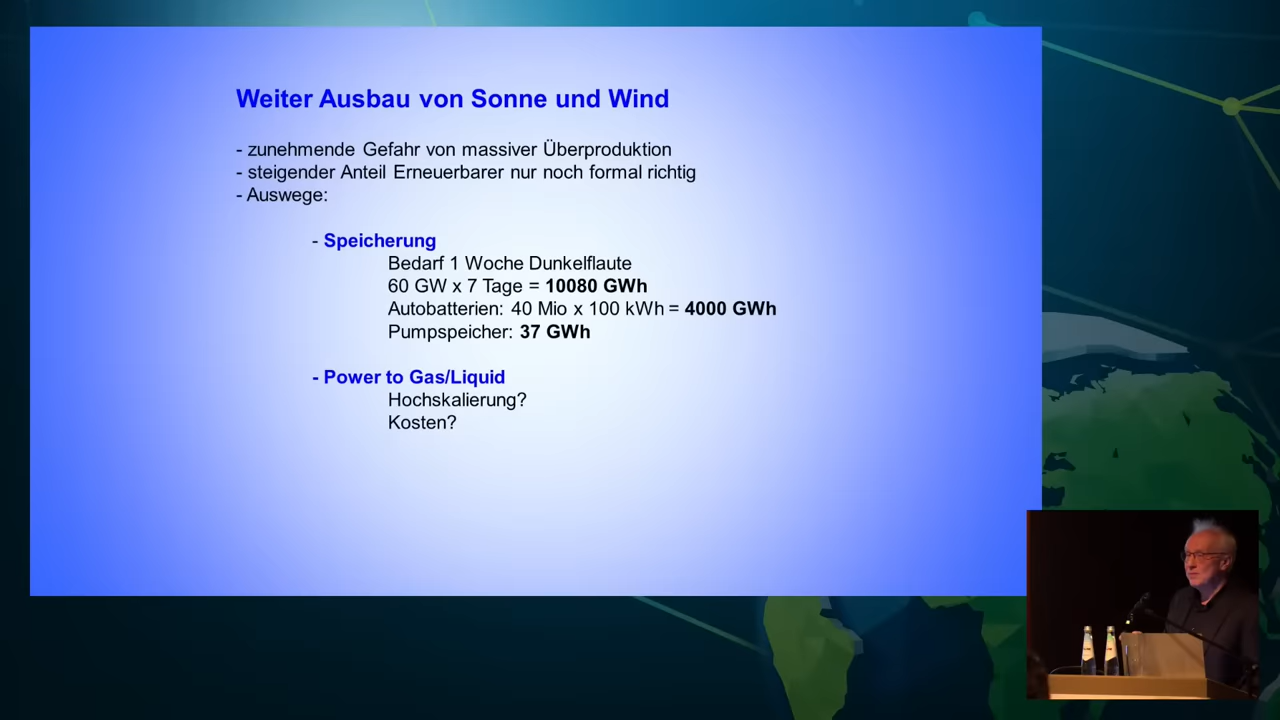 Weiter Ausbau von Sonne und Wind
- zunehmende Gefahr von massiver Überproduktion
- steigender Anteil Erneuerbarer nur noch formal richtig
- Auswege:
- Speicherung
Bedarf 1 Woche Dunkelflaute
60 GW x 7 Tage = 10080 GWh
Autobatterien: 40 Mio x 100 kWh = 4000 GWh
Pumpspeicher: 37 GWh
- Power to Gas/Liquid
Hochskalierung?
Kosten?